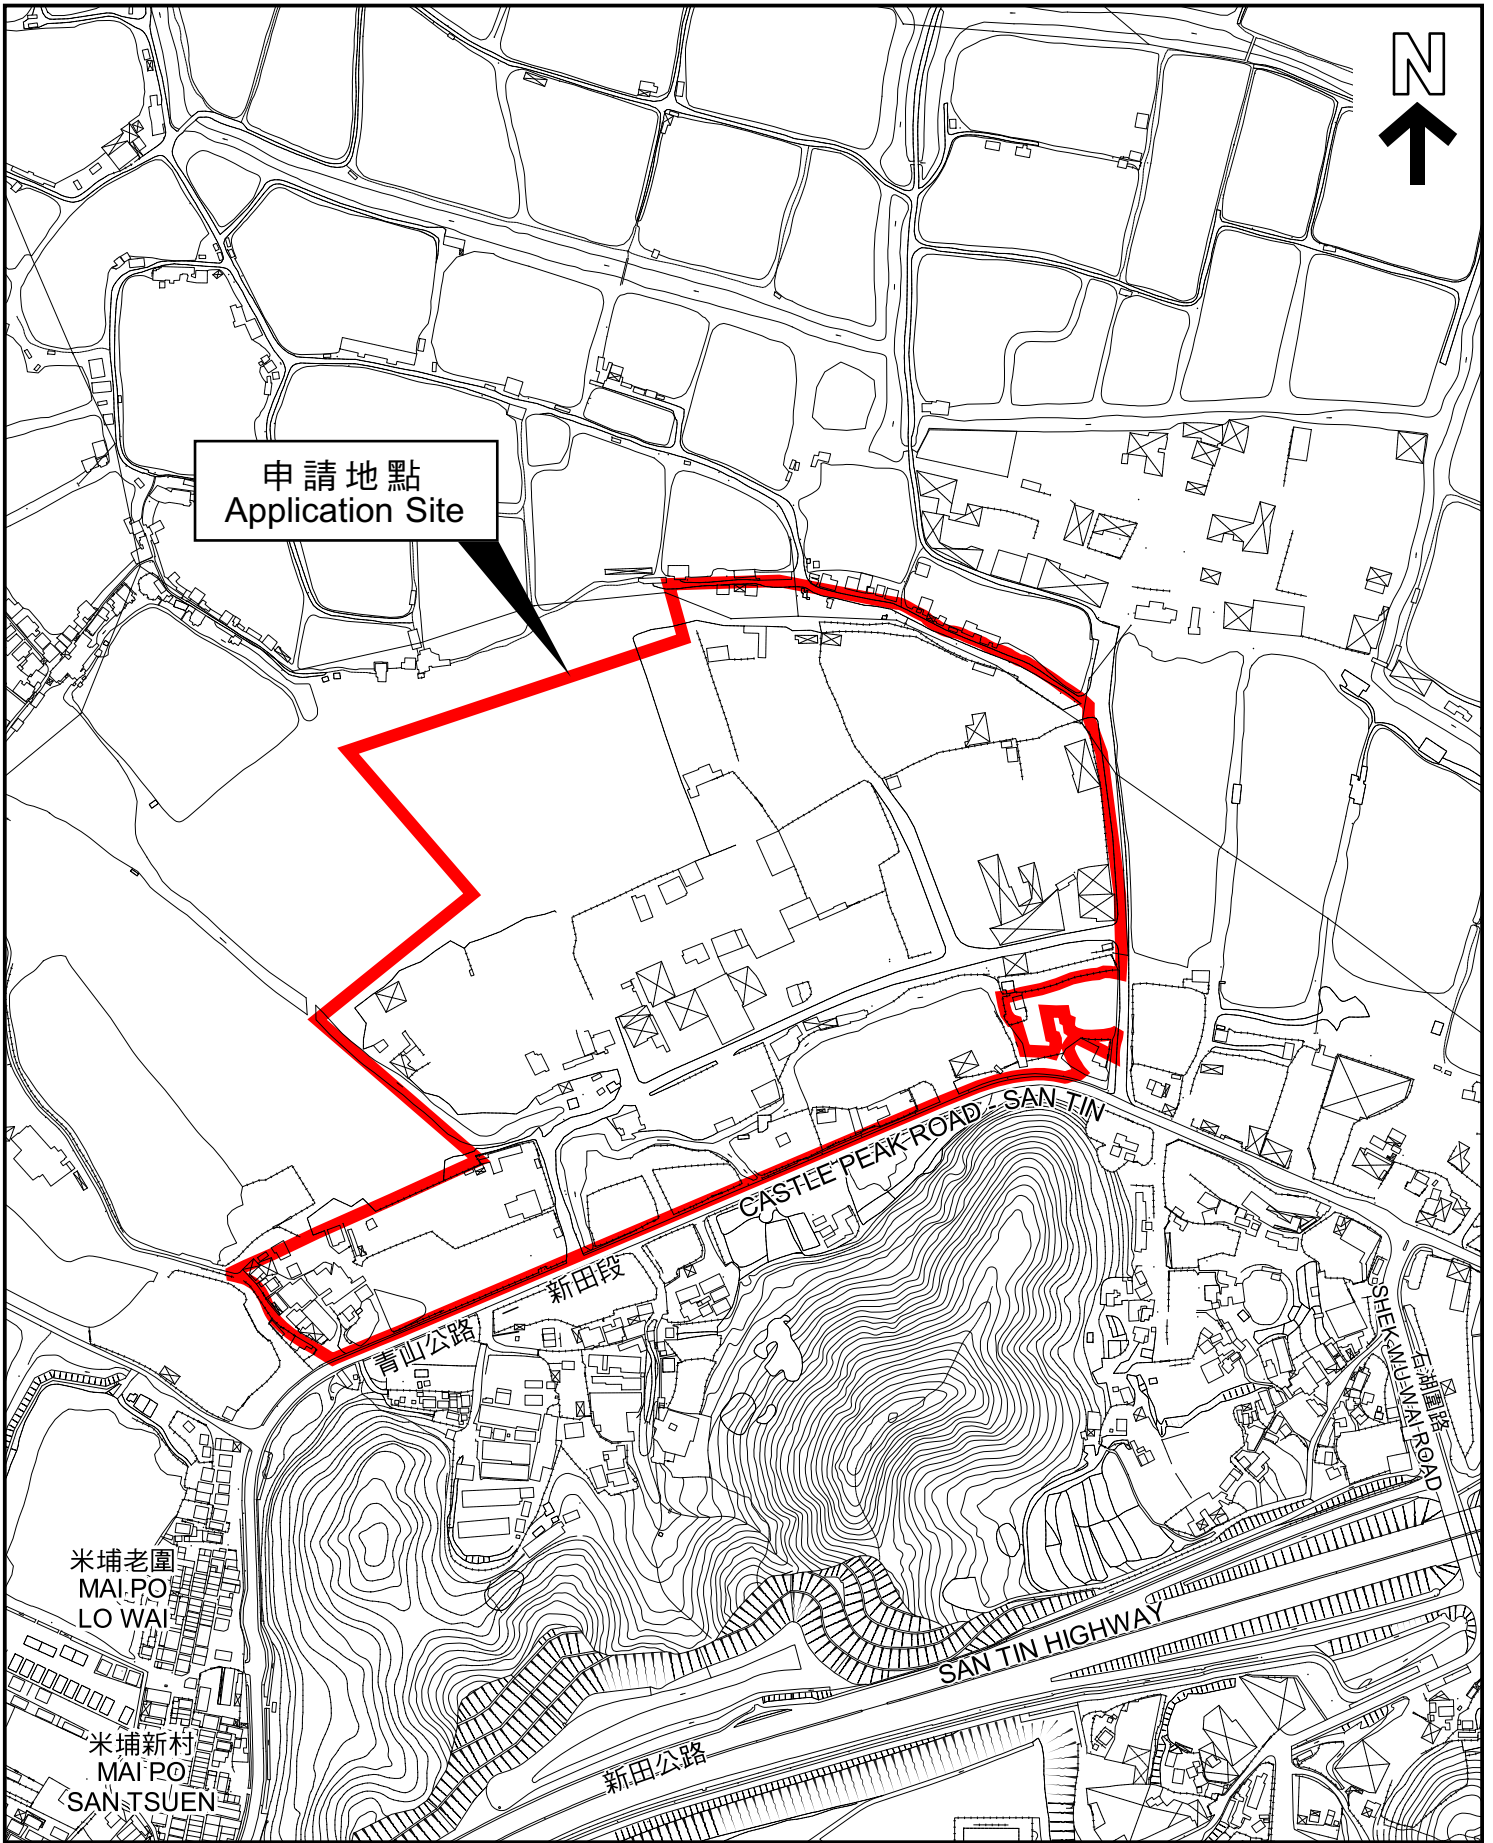 N
申請地點
Application Site
CASTLE PEAK ROAD - SAN TIN
青山公路
新田段
SHEK WU WAI ROAD
石湖圍路
米埔老圍
MAI PO
LO WAI
SAN TIN HIGHWAY
新田公路
米埔新村
MAI PO
SAN TSUEN